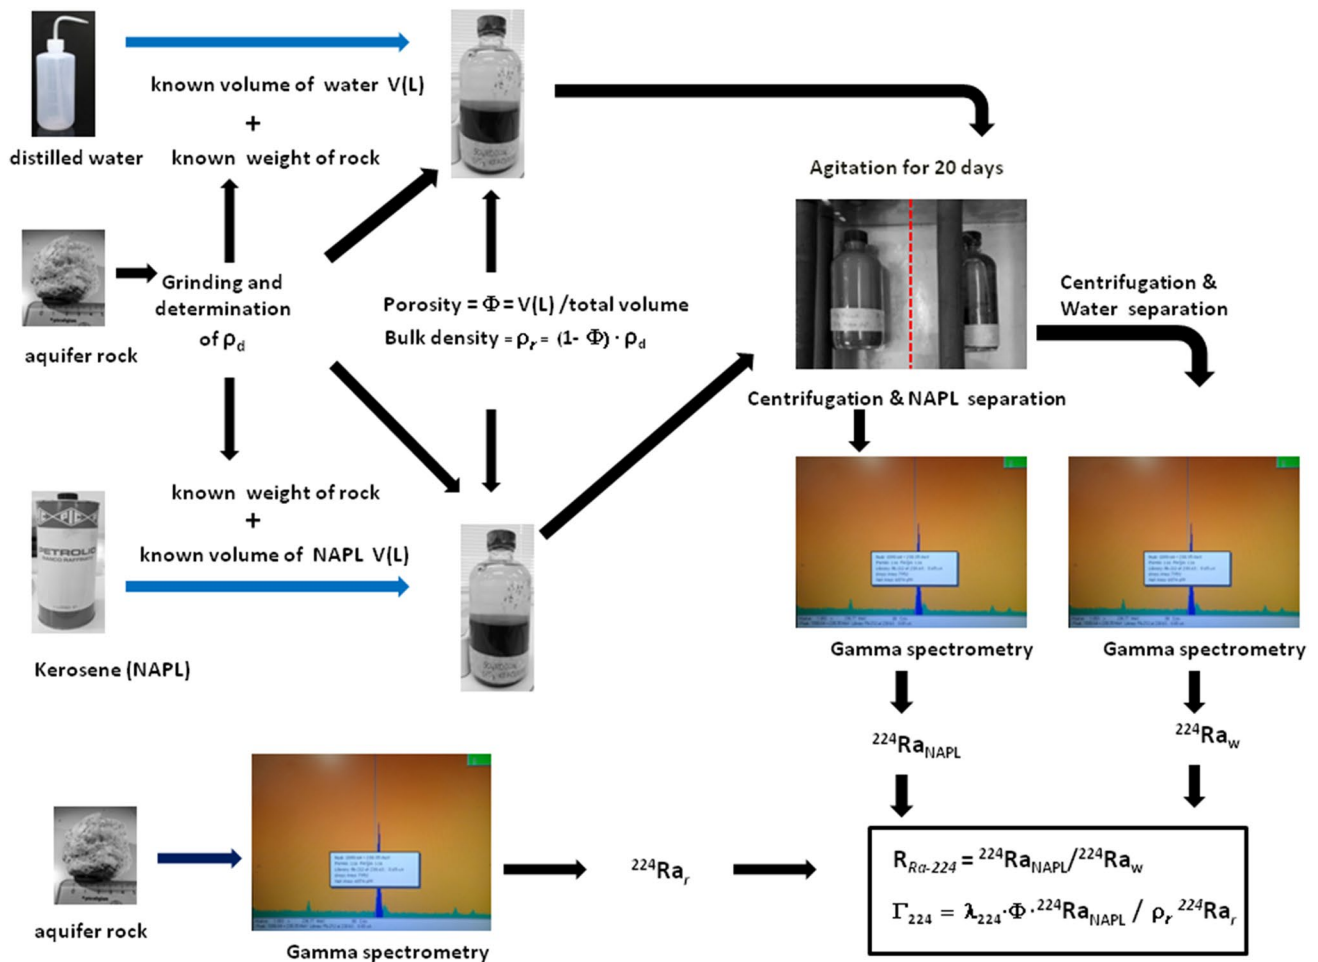 known volume of water V(L)
+
distilled water
known weight of rock
Agitation for 20 days
Grinding and
determination
of ρd
Porosity = Φ = V(L) /total volume
Bulk density = ρr = (1- Φ) · ρd
Centrifugation &
Water separation
aquifer rock
Centrifugation & NAPL separation
known weight of rock
+
known volume of NAPL V(L)
PETROLIO
Kerosene (NAPL)
Gamma spectrometry
Gamma spectrometry
²²⁴RaNAPL
²²⁴Raw
aquifer rock
Gamma spectrometry
²²⁴Rar
RRa-224 = ²²⁴RaNAPL/²²⁴Raw
Γ224 = λ224·Φ·²²⁴RaNAPL / ρr ²²⁴Rar